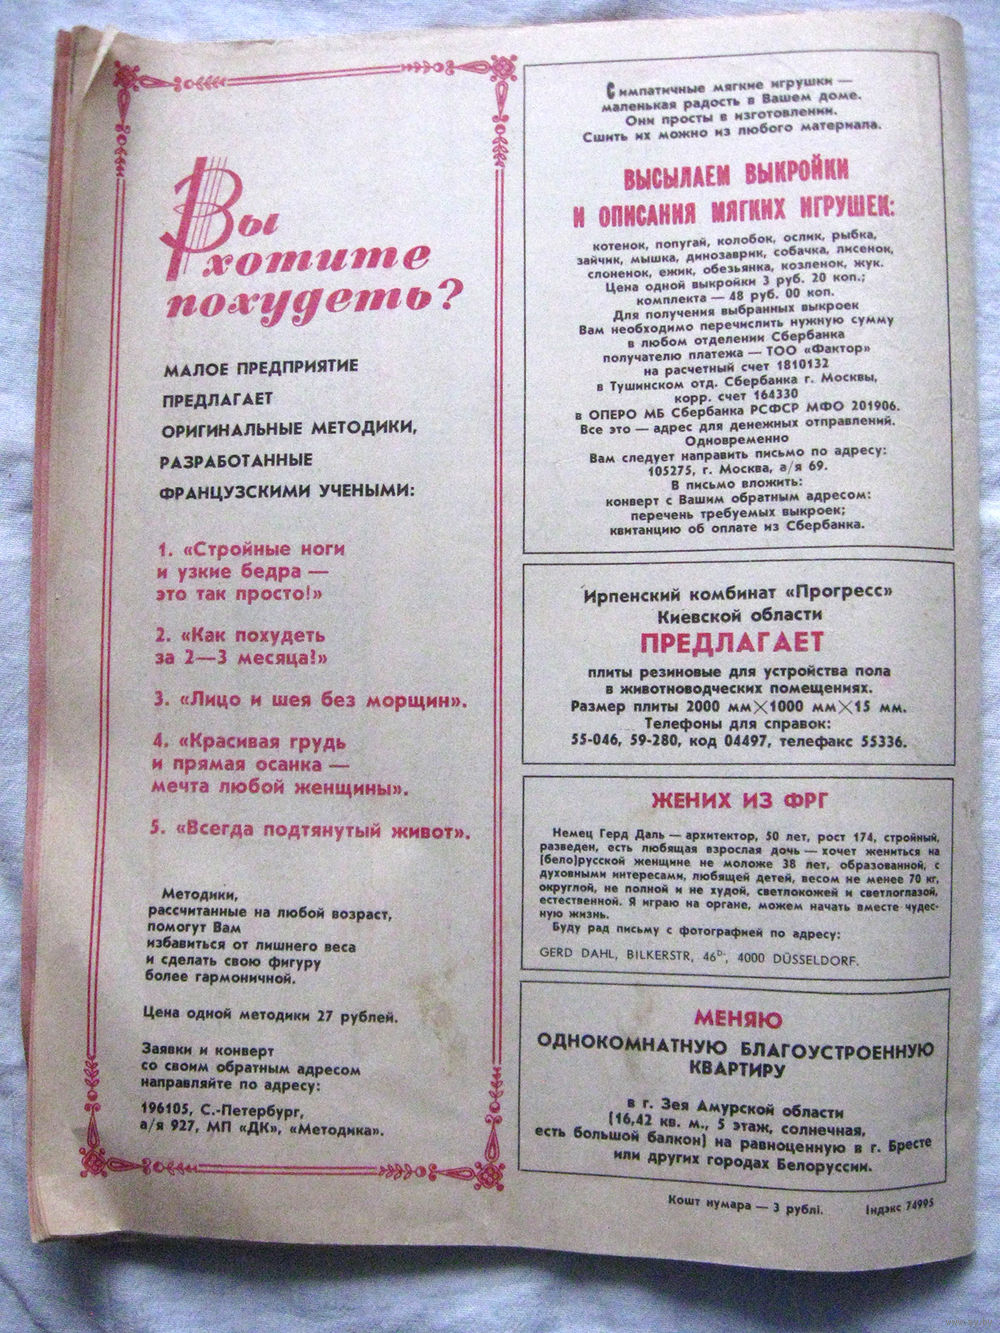 Вы
хотите
похудеть?
МАЛОЕ ПРЕДПРИЯТИЕ
ПРЕДЛАГАЕТ
ОРИГИНАЛЬНЫЕ МЕТОДИКИ,
РАЗРАБОТАННЫЕ
ФРАНЦУЗСКИМИ УЧЕНЫМИ:
1. «Стройные ноги
и узкие бедра —
это так просто!»
2. «Как похудеть
за 2—3 месяца?»
3. «Лицо и шея без морщин».
4. «Красивая грудь
и прямая осанка —
мечта любой женщины».
5. «Всегда подтянутый живот».
Методики,
рассчитанные на любой возраст,
помогут Вам
избавиться от лишнего веса
и сделать свою фигуру
более гармоничной.
Цена одной методики 27 рублей.
Заявки и конверт
со своим обратным адресом
направляйте по адресу:
196105, С.-Петербург,
а/я 927, МП «ДК», «Методика».
Симпатичные мягкие игрушки —
маленькая радость в Вашем доме.
Они просты в изготовлении.
Сшить их можно из любого материала.
ВЫСЫЛАЕМ ВЫКРОЙКИ
И ОПИСАНИЯ МЯГКИХ ИГРУШЕК:
котенок, попугай, колобок, ослик, рыбка,
зайчик, мышка, динозаврик, собачка, лисенок,
слоненок, ежик, обезьянка, козленок, жук.
Цена одной выкройки 3 руб. 20 коп.;
комплекта — 48 руб. 00 коп.
Для получения выбранных выкроек
Вам необходимо перечислить нужную сумму
в любом отделении Сбербанка
получателю платежа — ТОО «Фактор»
на расчетный счет 1810132
в Тушинском отд. Сбербанка г. Москвы,
корр. счет 164330
в ОПЕРО МБ Сбербанка РСФСР МФО 201906.
Все это — адрес для денежных отправлений.
Одновременно
Вам следует направить письмо по адресу:
105275, г. Москва, а/я 69.
В письмо вложить:
конверт с Вашим обратным адресом:
перечень требуемых выкроек;
квитанцию об оплате из Сбербанка.
Ирпенский комбинат «Прогресс»
Киевской области
ПРЕДЛАГАЕТ
плиты резиновые для устройства пола
в животноводческих помещениях.
Размер плиты 2000 мм×1000 мм×15 мм.
Телефоны для справок:
55-046, 59-280, код 04497, телефакс 55336.
ЖЕНИХ ИЗ ФРГ
Немец Герд Даль — архитектор, 50 лет, рост 174, стройный,
разведен, есть любящая взрослая дочь — хочет жениться на
(бело)русской женщине не моложе 38 лет, образованной, с
духовными интересами, любящей детей, весом не менее 70 кг,
округлой, не полной и не худой, светлокожей и светлоглазой,
естественной. Я играю на органе, можем начать вместе чудес-
ную жизнь.
Буду рад письму с фотографией по адресу:
GERD DAHL, BILKERSTR, 46D-, 4000 DÜSSELDORF.
МЕНЯЮ
ОДНОКОМНАТНУЮ БЛАГОУСТРОЕННУЮ
КВАРТИРУ
в г. Зея Амурской области
(16,42 кв. м., 5 этаж, солнечная,
есть большой балкон) на равноценную в г. Бресте
или других городах Белоруссии.
Кошт нумара — 3 рублі. Індэкс 74995